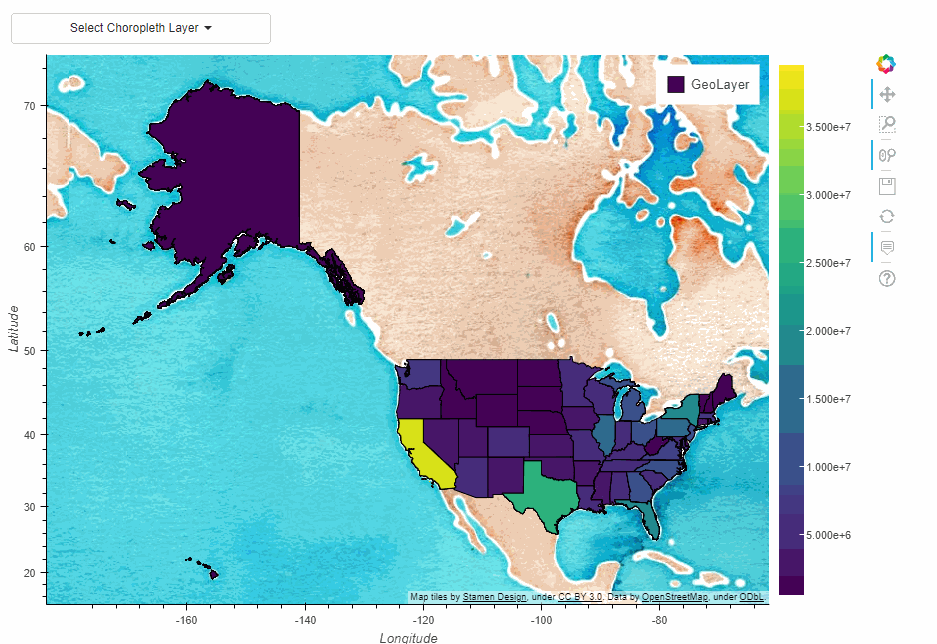 Select Choropleth Layer
GeoLayer
70
60
50
40
30
20
Latitude
-160
-140
-120
-100
-80
Longitude
3.500e+7
3.000e+7
2.500e+7
2.000e+7
1.500e+7
1.000e+7
5.000e+6
Map tiles by Stamen Design, under CC BY 3.0. Data by OpenStreetMap, under ODbL.